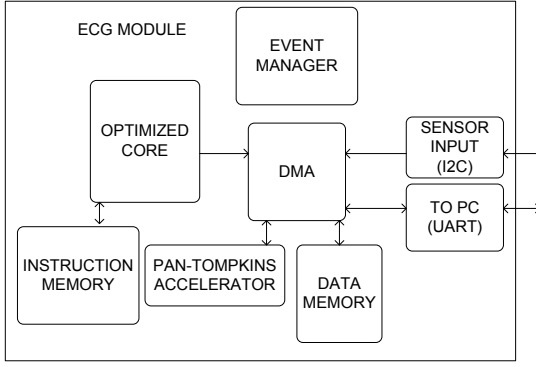 ECG MODULE
EVENT
MANAGER
OPTIMIZED
CORE
DMA
SENSOR
INPUT
(I2C)
TO PC
(UART)
INSTRUCTION
MEMORY
PAN-TOMPKINS
ACCELERATOR
DATA
MEMORY